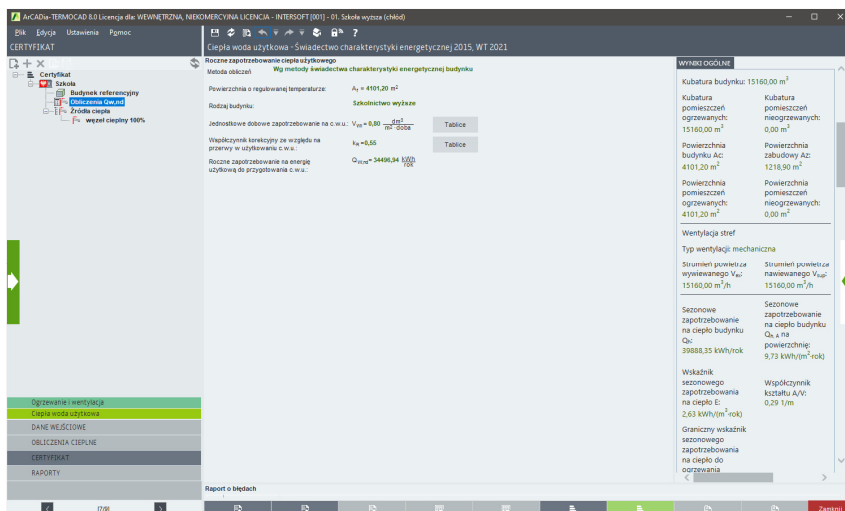 ArCADia-TERMOCAD 8.0 Licencja dla: WEWNĘTRZNA, NIEKOMERCYJNA LICENCJA - INTERSOFT [001] - 01. Szkoła wyższa (chłód)
Plik Edycja Ustawienia Pomoc
CERTYFIKAT
Ciepła woda użytkowa - Świadectwo charakterystyki energetycznej 2015, WT 2021
Certyfikat
Szkoła
Budynek referencyjny
Obliczenia Qw,nd
Źródła ciepła
węzeł cieplny 100%
Ogrzewanie i wentylacja
Ciepła woda użytkowa
DANE WEJŚCIOWE
OBLICZENIA CIEPLNE
CERTYFIKAT
RAPORTY
[7/9]
Roczne zapotrzebowanie ciepła użytkowego
Metoda obliczeń Wg metody świadectwa charakterystyki energetycznej budynku
Powierzchnia o regulowanej temperaturze: Af = 4101,20 m²
Rodzaj budynku: Szkolnictwo wyższe
Jednostkowe dobowe zapotrzebowanie na c.w.u.: VWi = 0,80 dm³/m²·doba Tablice
Współczynnik korekcyjny ze względu na
przerwy w użytkowaniu c.w.u.: kR = 0,55 Tablice
Roczne zapotrzebowanie na energię
użytkową do przygotowania c.w.u.: QW,nd = 34496,94 kWh/rok
Raport o błędach
WYNIKI OGÓLNE
Kubatura budynku: 15160,00 m³
Kubatura
pomieszczeń
ogrzewanych:
15160,00 m³
Kubatura
pomieszczeń
nieogrzewanych:
0,00 m³
Powierzchnia
budynku Ac:
4101,20 m²
Powierzchnia
zabudowy Az:
1218,90 m²
Powierzchnia
pomieszczeń
ogrzewanych:
4101,20 m²
Powierzchnia
pomieszczeń
nieogrzewanych:
0,00 m²
Wentylacja stref
Typ wentylacji: mechaniczna
Strumień powietrza
wywiewanego Vex:
15160,00 m³/h
Strumień powietrza
nawiewanego Vsup:
15160,00 m³/h
Sezonowe
zapotrzebowanie
na ciepło budynku
Qh:
39888,35 kWh/rok
Sezonowe
zapotrzebowanie
na ciepło budynku
Qh, A na
powierzchnię:
9,73 kWh/(m²·rok)
Wskaźnik
sezonowego
zapotrzebowania
na ciepło E:
2,63 kWh/(m³·rok)
Współczynnik
kształtu A/V:
0,29 1/m
Graniczny wskaźnik
sezonowego
zapotrzebowania
na ciepło do
ogrzewania
Zamknij